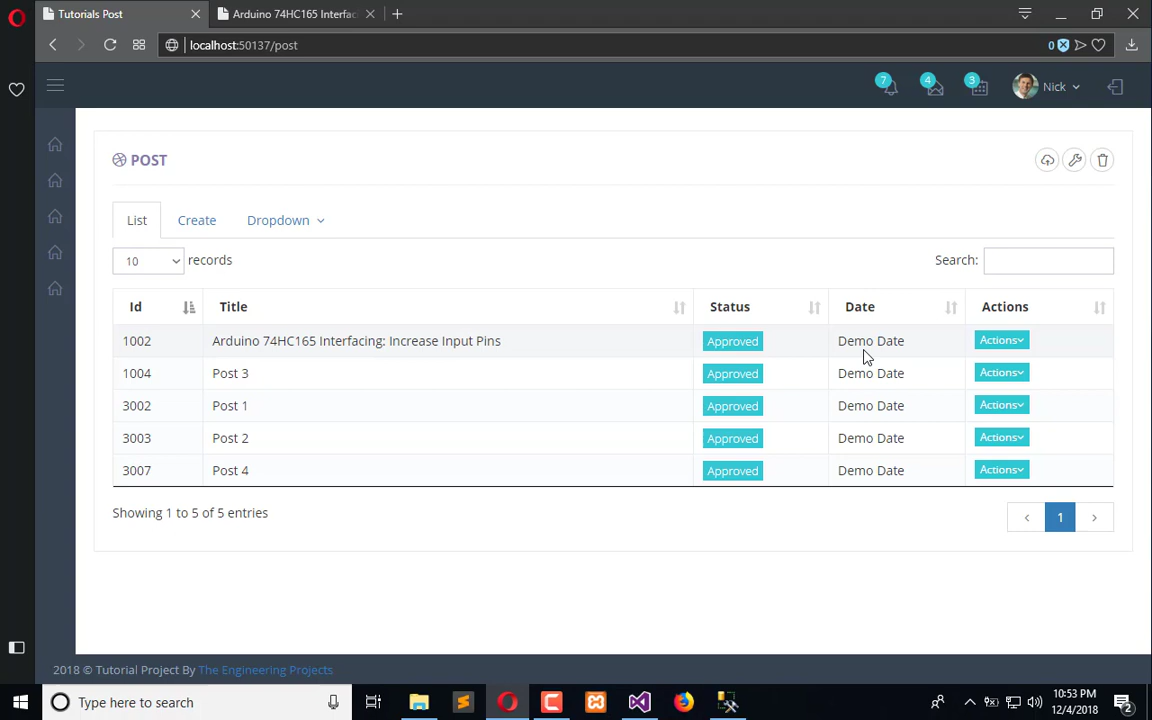 Tutorials Post
Arduino 74HC165 Interfac
localhost:50137/post
0
7
4
3
Nick
POST
List
Create
Dropdown
10
records
Search:
Id
Title
Status
Date
Actions
1002
Arduino 74HC165 Interfacing: Increase Input Pins
Approved
Demo Date
Actions
1004
Post 3
Approved
Demo Date
Actions
3002
Post 1
Approved
Demo Date
Actions
3003
Post 2
Approved
Demo Date
Actions
3007
Post 4
Approved
Demo Date
Actions
Showing 1 to 5 of 5 entries
1
2018 © Tutorial Project By The Engineering Projects
Type here to search
10:53 PM
12/4/2018
2